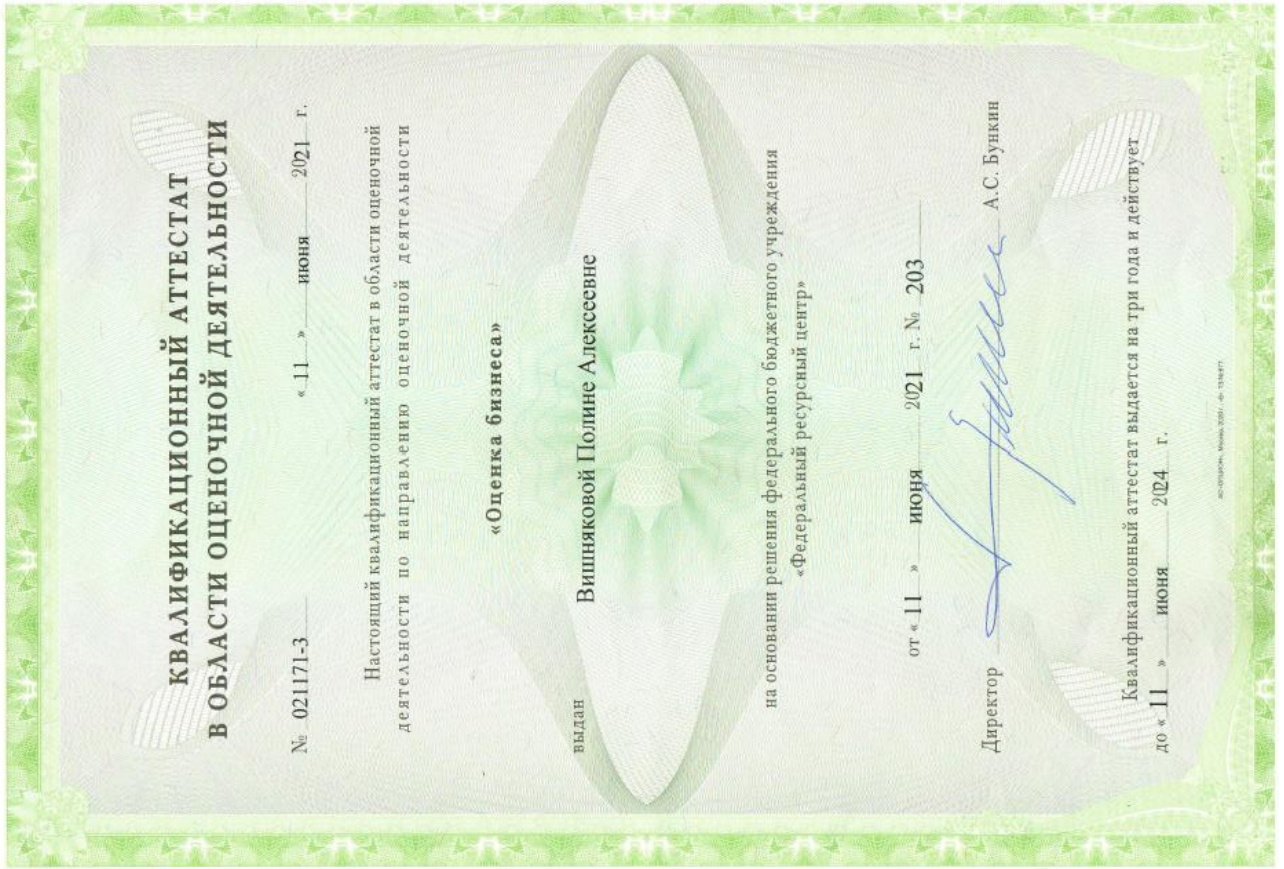 КВАЛИФИКАЦИОННЫЙ АТТЕСТАТ
В ОБЛАСТИ ОЦЕНОЧНОЙ ДЕЯТЕЛЬНОСТИ
№ 021171-3 « 11 » июня 2021 г.
Настоящий квалификационный аттестат в области оценочной
деятельности по направлению оценочной деятельности
«Оценка бизнеса»
выдан Вишняковой Полине Алексеевне
на основании решения федерального бюджетного учреждения
«Федеральный ресурсный центр»
от « 11 » июня 2021 г. № 203
Директор А.С. Бункин
Квалификационный аттестат выдается на три года и действует
до « 11 » июня 2024 г.